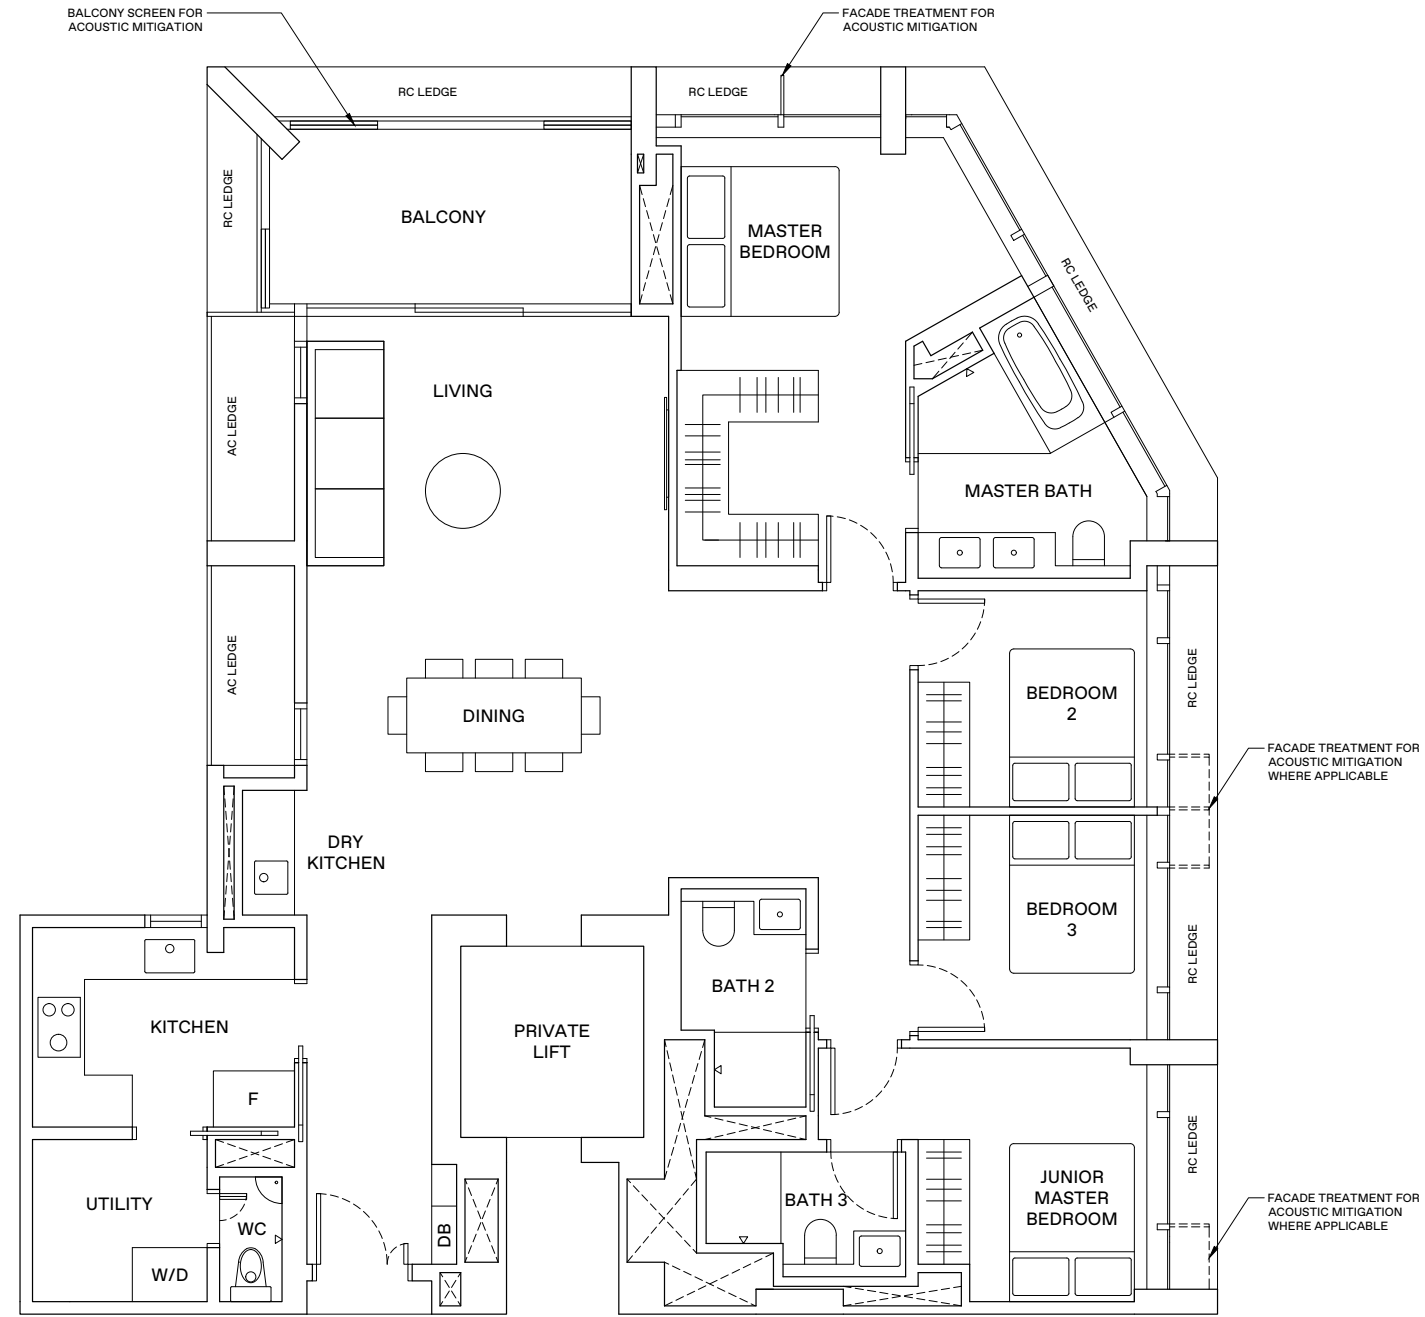 BALCONY SCREEN FOR
ACOUSTIC MITIGATION
FACADE TREATMENT FOR
ACOUSTIC MITIGATION
RC LEDGE
RC LEDGE
RC LEDGE
BALCONY
MASTER
BEDROOM
RC LEDGE
LIVING
AC LEDGE
MASTER BATH
AC LEDGE
DINING
BEDROOM
2
RC LEDGE
FACADE TREATMENT FOR
ACOUSTIC MITIGATION
WHERE APPLICABLE
DRY
KITCHEN
BEDROOM
3
RC LEDGE
BATH 2
KITCHEN
PRIVATE
LIFT
F
RC LEDGE
UTILITY
WC
DB
BATH 3
JUNIOR
MASTER
BEDROOM
FACADE TREATMENT FOR
ACOUSTIC MITIGATION
WHERE APPLICABLE
W/D